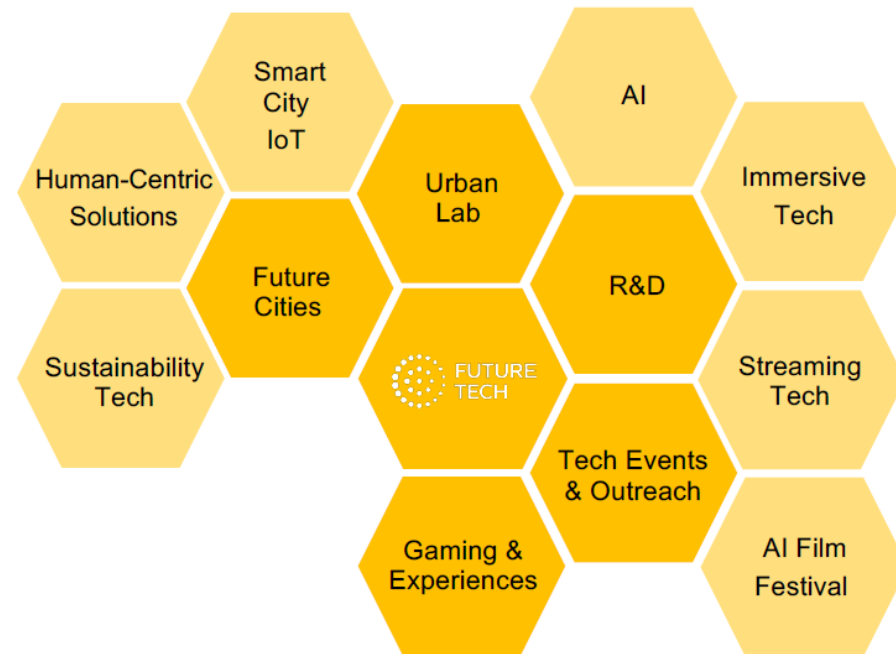 Smart
City
IoT
AI
Human-Centric
Solutions
Urban
Lab
Immersive
Tech
Future
Cities
R&D
Sustainability
Tech
FUTURE
TECH
Streaming
Tech
Tech Events
& Outreach
Gaming &
Experiences
AI Film
Festival